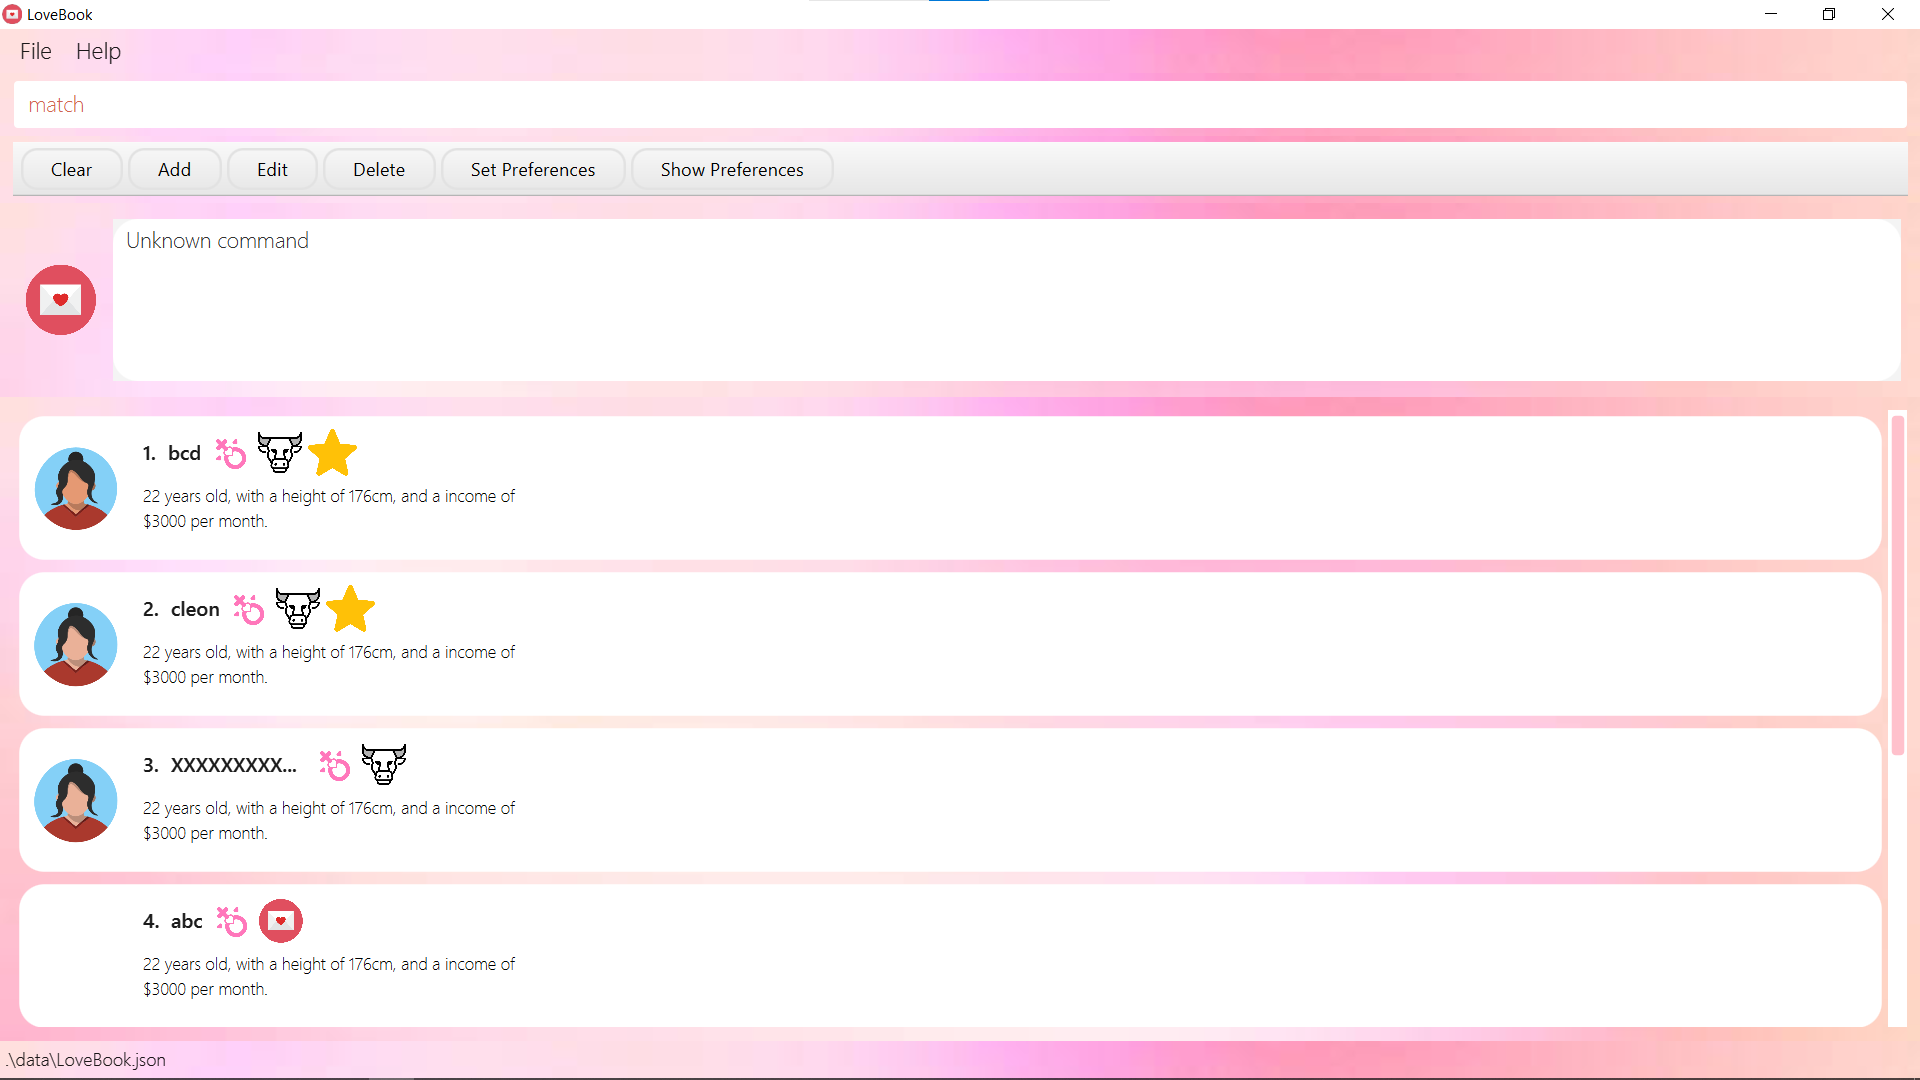 LoveBook
File Help
match
Clear Add Edit Delete Set Preferences Show Preferences
Unknown command
1. bcd
22 years old, with a height of 176cm, and a income of
$3000 per month.
2. cleon
22 years old, with a height of 176cm, and a income of
$3000 per month.
3. XXXXXXXXX...
22 years old, with a height of 176cm, and a income of
$3000 per month.
4. abc
22 years old, with a height of 176cm, and a income of
$3000 per month.
.\data\LoveBook.json